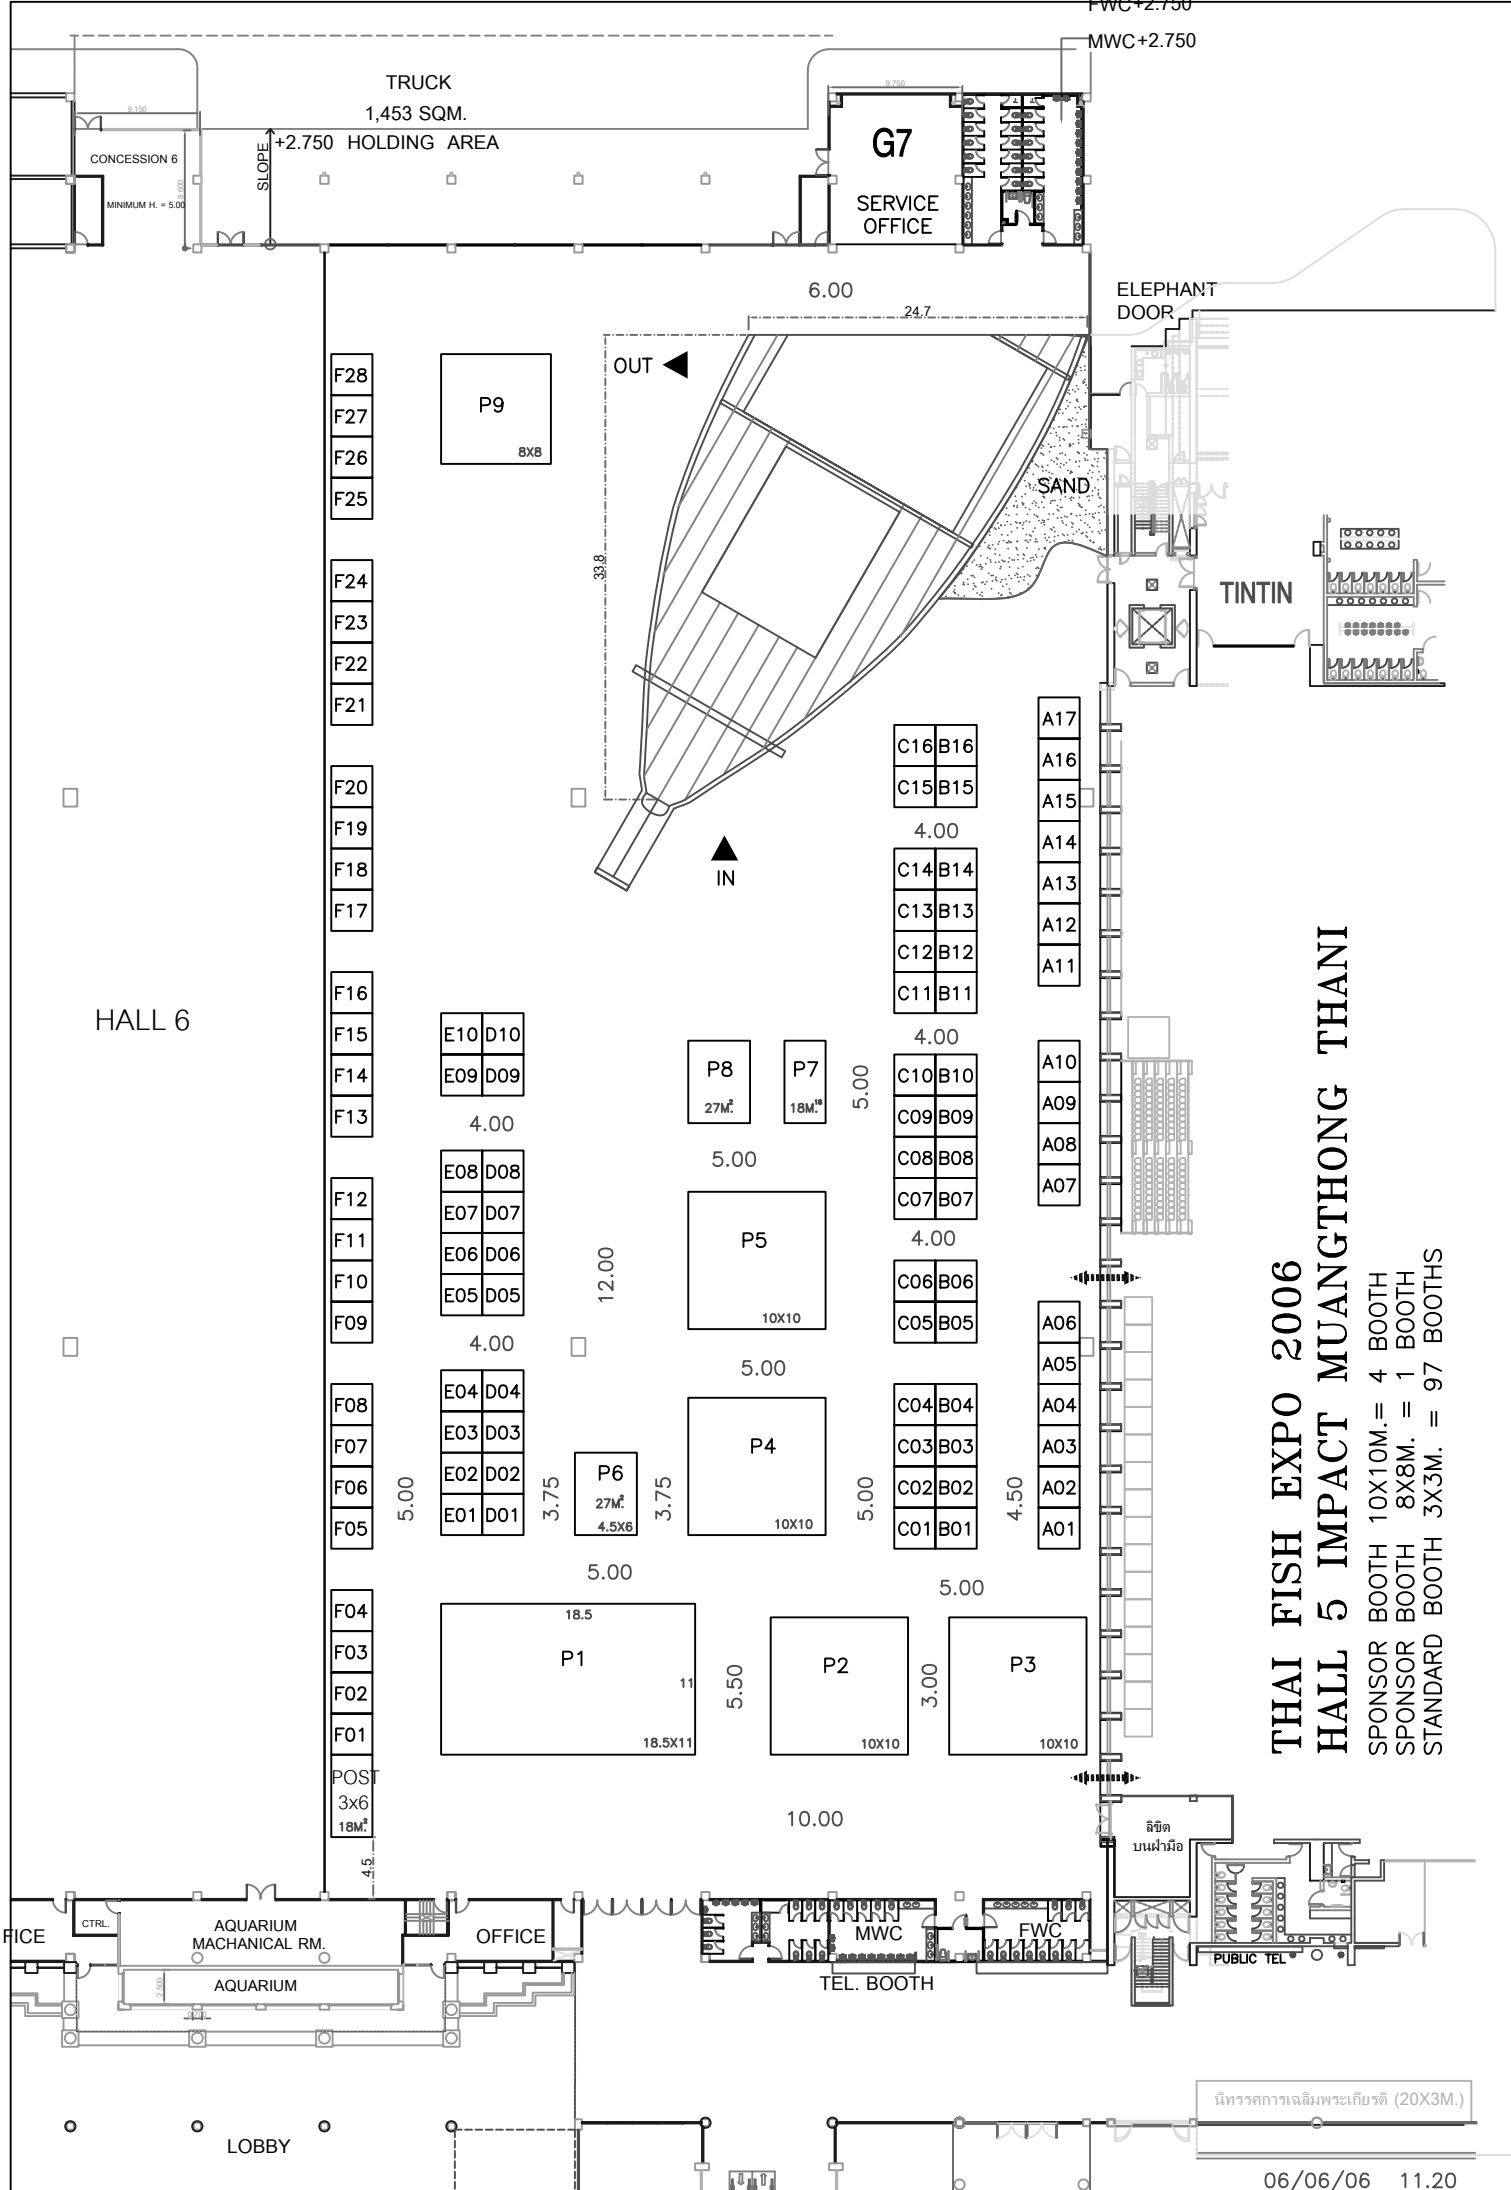 FWC+2.750
MWC+2.750
TRUCK
1,453 SQM.
+2.750 HOLDING AREA
9.150
9.750
CONCESSION 6
MINIMUM H. = 5.00
8.600
SLOPE
G7
SERVICE
OFFICE
6.00
24.7
ELEPHANT
DOOR
OUT
33.8
SAND
TINTIN
IN
HALL 6
F28
F27
F26
F25
F24
F23
F22
F21
F20
F19
F18
F17
F16
F15
F14
F13
F12
F11
F10
F09
F08
F07
F06
F05
F04
F03
F02
F01
POST
3x6
18M.²
4.5
P9
8X8
E10 D10
E09 D09
4.00
E08 D08
E07 D07
E06 D06
E05 D05
4.00
E04 D04
E03 D03
E02 D02
E01 D01
5.00
3.75
P6
27M.²
4.5X6
3.75
12.00
P8
27M.²
P7
18M.¹⁸
5.00
5.00
P5
10X10
5.00
P4
10X10
5.00
C16 B16
C15 B15
4.00
C14 B14
C13 B13
C12 B12
C11 B11
4.00
C10 B10
C09 B09
C08 B08
C07 B07
4.00
C06 B06
C05 B05
C04 B04
C03 B03
C02 B02
C01 B01
4.50
A17
A16
A15
A14
A13
A12
A11
A10
A09
A08
A07
A06
A05
A04
A03
A02
A01
5.00
5.00
18.5
P1
11
18.5X11
5.50
P2
10X10
3.00
P3
10X10
10.00
THAI FISH EXPO 2006
HALL 5 IMPACT MUANGTHONG THANI
SPONSOR BOOTH 10X10M.= 4 BOOTH
SPONSOR BOOTH 8X8M. = 1 BOOTH
STANDARD BOOTH 3X3M. = 97 BOOTHS
ลิขิต
บนฝ่ามือ
FICE
CTRL.
AQUARIUM
MACHANICAL RM.
OFFICE
AQUARIUM
2.500
MWC
FWC
TEL. BOOTH
PUBLIC TEL
LOBBY
นิทรรศการเฉลิมพระเกียรติ (20X3M.)
06/06/06 11.20